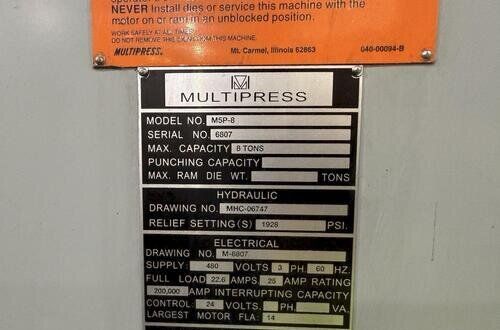 NEVER Install dies or service this machine with the
motor on or ram in an unblocked position.
WORK SAFELY AT ALL TIMES
DO NOT REMOVE THIS SIGN FROM THIS MACHINE.
MULTIPRESS. Mt. Carmel, Illinois 62863 040-00094-B
M
MULTIPRESS
MODEL NO. M5P-8
SERIAL NO. 6807
MAX. CAPACITY 8 TONS
PUNCHING CAPACITY
MAX. RAM DIE WT. TONS
HYDRAULIC
DRAWING NO. MHC-06747
RELIEF SETTING(S) 1928 PSI.
ELECTRICAL
DRAWING NO. M-6807
SUPPLY: 480 VOLTS 3 PH. 60 HZ.
FULL LOAD 22.6 AMPS. 25 AMP RATING
200,000 AMP INTERRUPTING CAPACITY
CONTROL: 24 VOLTS. PH. VA.
LARGEST MOTOR FLA: 14